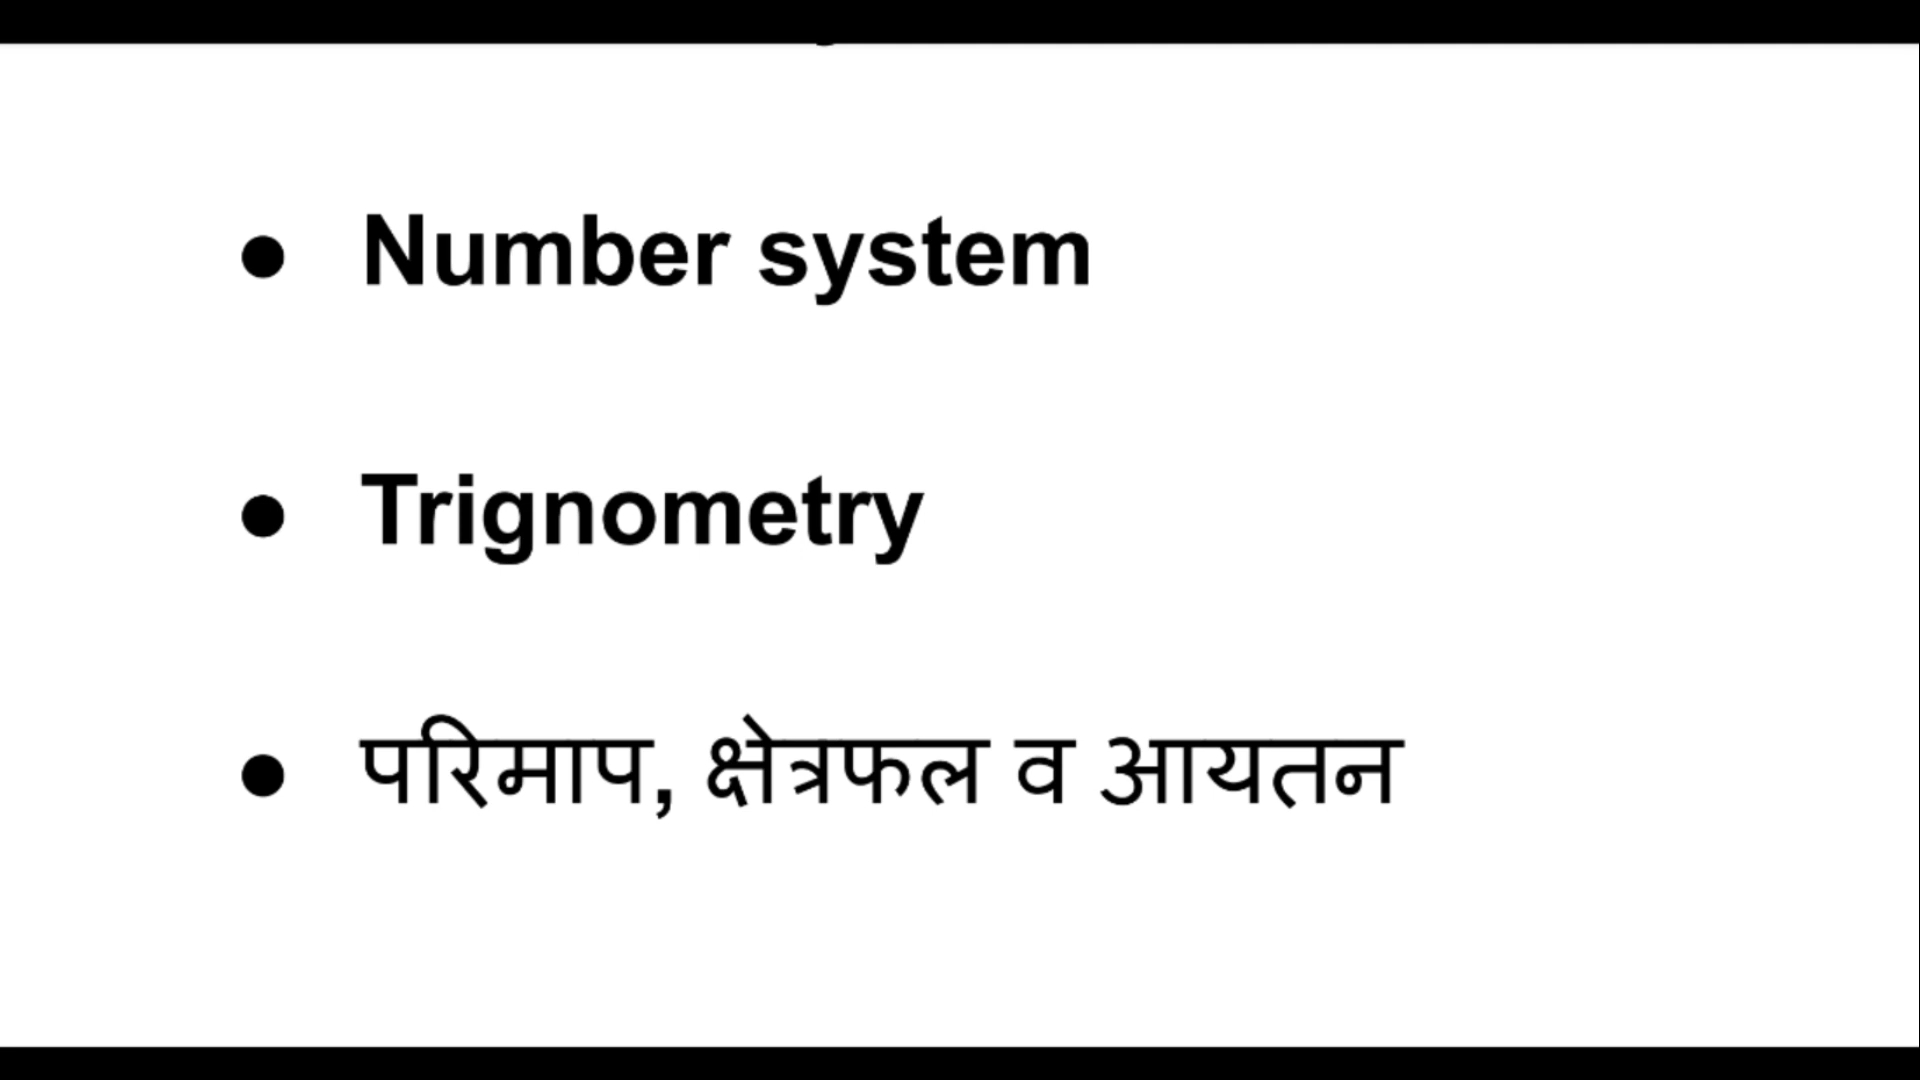 ● Number system
● Trignometry
● परिमाप, क्षेत्रफल व आयतन